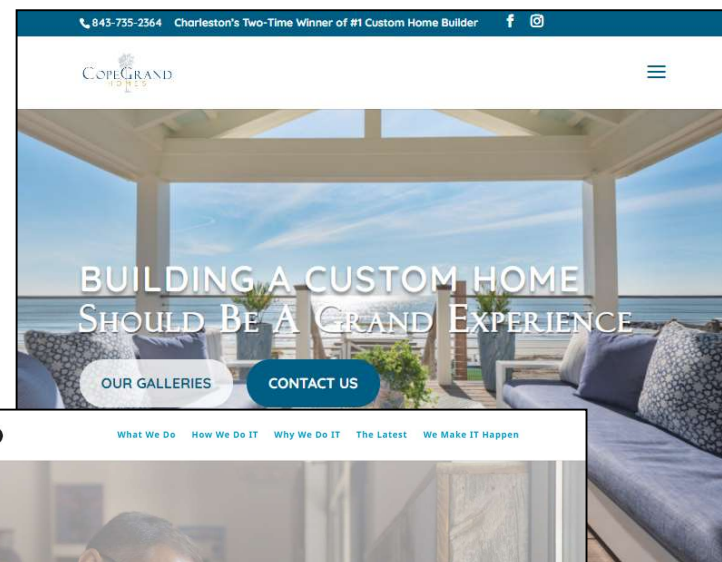 843-735-2364 Charleston's Two-Time Winner of #1 Custom Home Builder
COPEGRAND
HOMES
BUILDING A CUSTOM HOME
SHOULD BE A GRAND EXPERIENCE
OUR GALLERIES CONTACT US
What We Do How We Do IT Why We Do IT The Latest We Make IT Happen